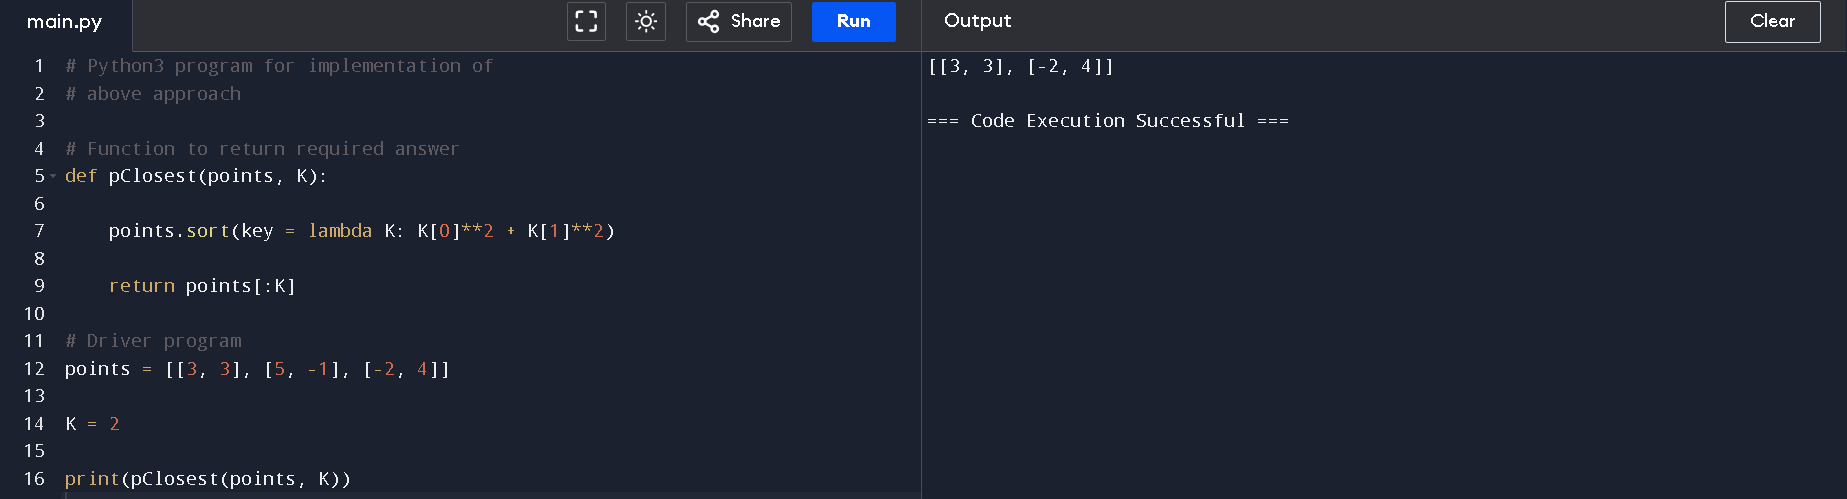 main.py
Share
Run
Output
Clear
1 # Python3 program for implementation of
2 # above approach
3
4 # Function to return required answer
5 def pClosest(points, K):
6
7     points.sort(key = lambda K: K[0]**2 + K[1]**2)
8
9     return points[:K]
10
11 # Driver program
12 points = [[3, 3], [5, -1], [-2, 4]]
13
14 K = 2
15
16 print(pClosest(points, K))
[[3, 3], [-2, 4]]
=== Code Execution Successful ===